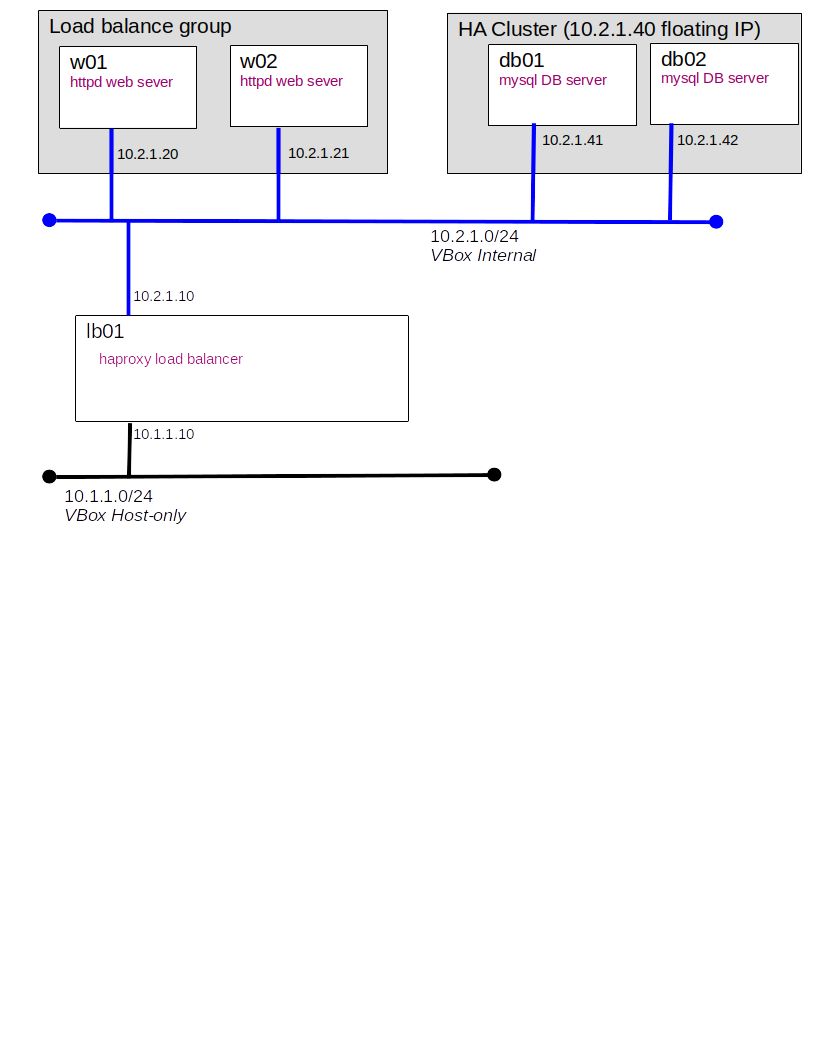 Load balance group
w01
httpd web sever
w02
httpd web sever
10.2.1.20
10.2.1.21
HA Cluster (10.2.1.40 floating IP)
db01
mysql DB server
db02
mysql DB server
10.2.1.41
10.2.1.42
10.2.1.0/24
VBox Internal
10.2.1.10
lb01
haproxy load balancer
10.1.1.10
10.1.1.0/24
VBox Host-only